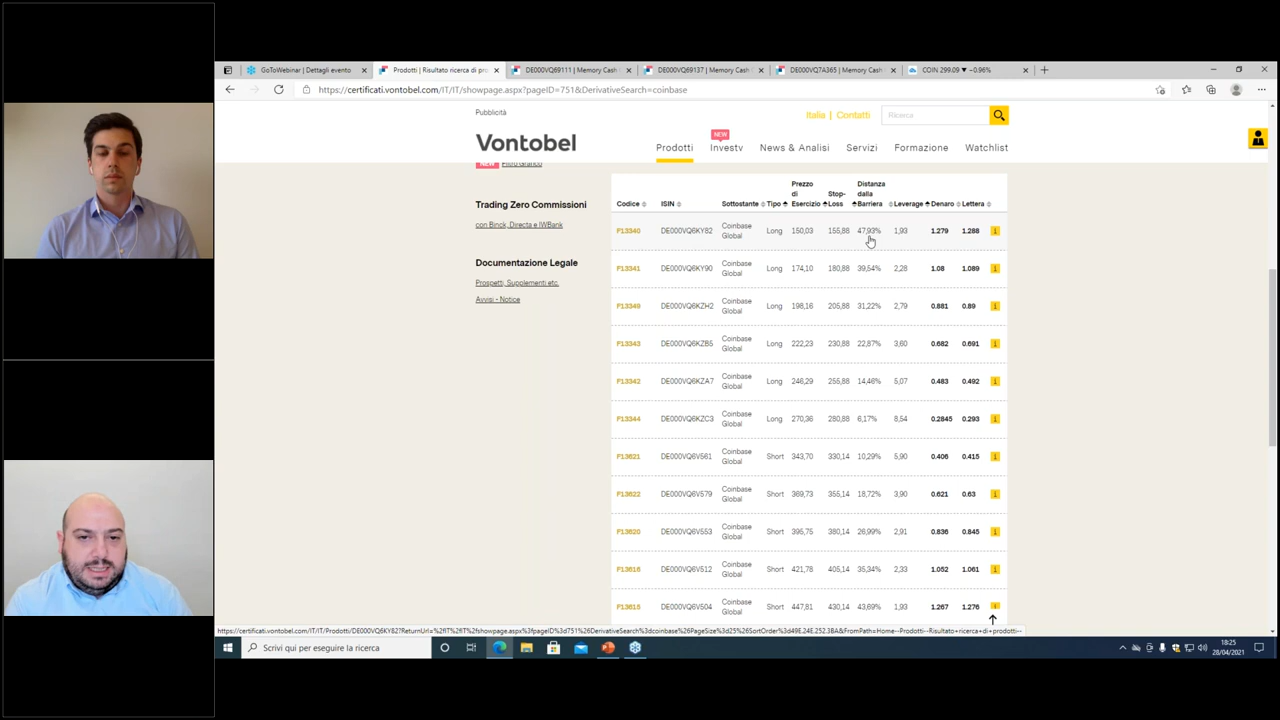 GoToWebinar | Dettagli evento
Prodotti | Risultato ricerca di pro
DE000VQ69111 | Memory Cash
DE000VQ69137 | Memory Cash
DE000VQ7A365 | Memory Cash
COIN 299.09 ▼ −0.96%
https://certificati.vontobel.com/IT/IT/showpage.aspx?pageID=751&DerivativeSearch=coinbase
Pubblicità
Italia | Contatti
Ricerca
Vontobel
NEW
Prodotti Investv News & Analisi Servizi Formazione Watchlist
NEW Filtro Grafico
Trading Zero Commissioni
con Binck, Directa e IWBank
Documentazione Legale
Prospetti, Supplementi etc.
Avvisi - Notice
Codice ISIN Sottostante Tipo Prezzo di Esercizio Stop-Loss Distanza dalla Barriera Leverage Denaro Lettera
F13340 DE000VQ6KY82 Coinbase Global Long 150,03 155,88 47,93% 1,93 1.279 1.288
F13341 DE000VQ6KY90 Coinbase Global Long 174,10 180,88 39,54% 2,28 1.08 1.089
F13349 DE000VQ6KZH2 Coinbase Global Long 198,16 205,88 31,22% 2,79 0.881 0.89
F13343 DE000VQ6KZB5 Coinbase Global Long 222,23 230,88 22,87% 3,60 0.682 0.691
F13342 DE000VQ6KZA7 Coinbase Global Long 246,29 255,88 14,46% 5,07 0.483 0.492
F13344 DE000VQ6KZC3 Coinbase Global Long 270,36 280,88 6,17% 8,54 0.2845 0.293
F13621 DE000VQ6V561 Coinbase Global Short 343,70 330,14 10,29% 5,90 0.406 0.415
F13622 DE000VQ6V579 Coinbase Global Short 369,73 355,14 18,72% 3,90 0.621 0.63
F13620 DE000VQ6V553 Coinbase Global Short 395,75 380,14 26,99% 2,91 0.836 0.845
F13616 DE000VQ6V512 Coinbase Global Short 421,78 405,14 35,34% 2,33 1.052 1.061
F13615 DE000VQ6V504 Coinbase Global Short 447,81 430,14 43,69% 1,93 1.267 1.276
Scrivi qui per eseguire la ricerca
18:25
28/04/2021